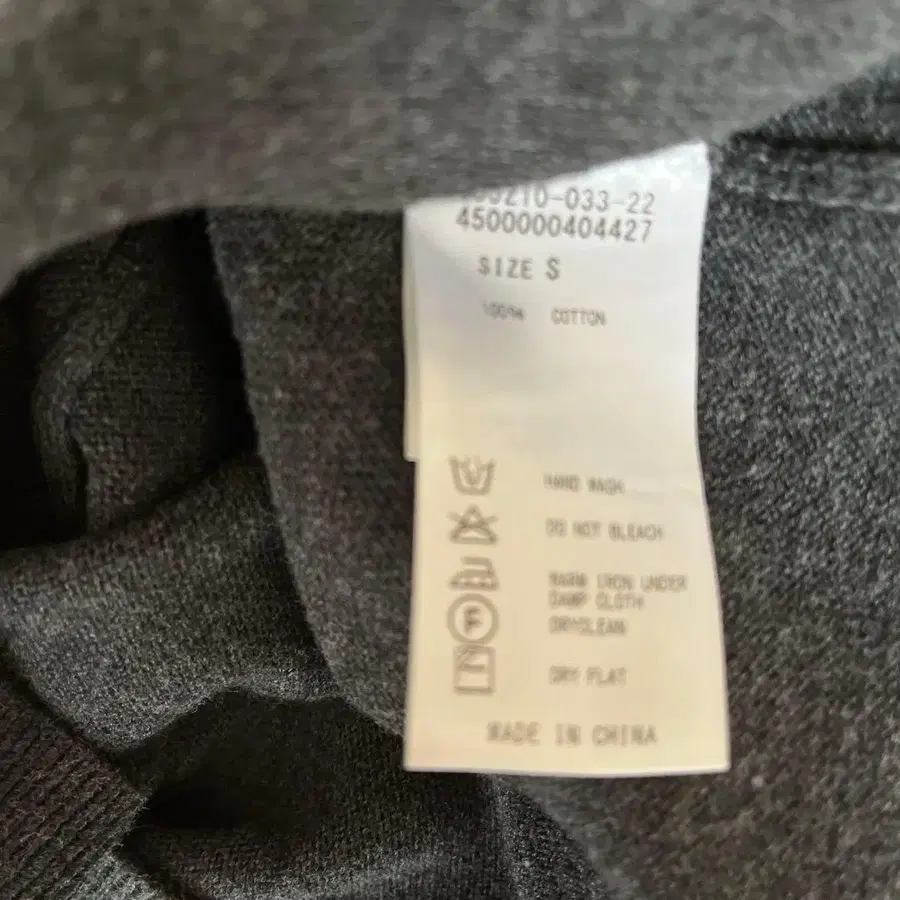 0210-033-22
4500000404427
SIZE S
100% COTTON
HAND WASH
DO NOT BLEACH
WARM IRON UNDER
DAMP CLOTH
F DRYCLEAN
DRY FLAT
MADE IN CHINA